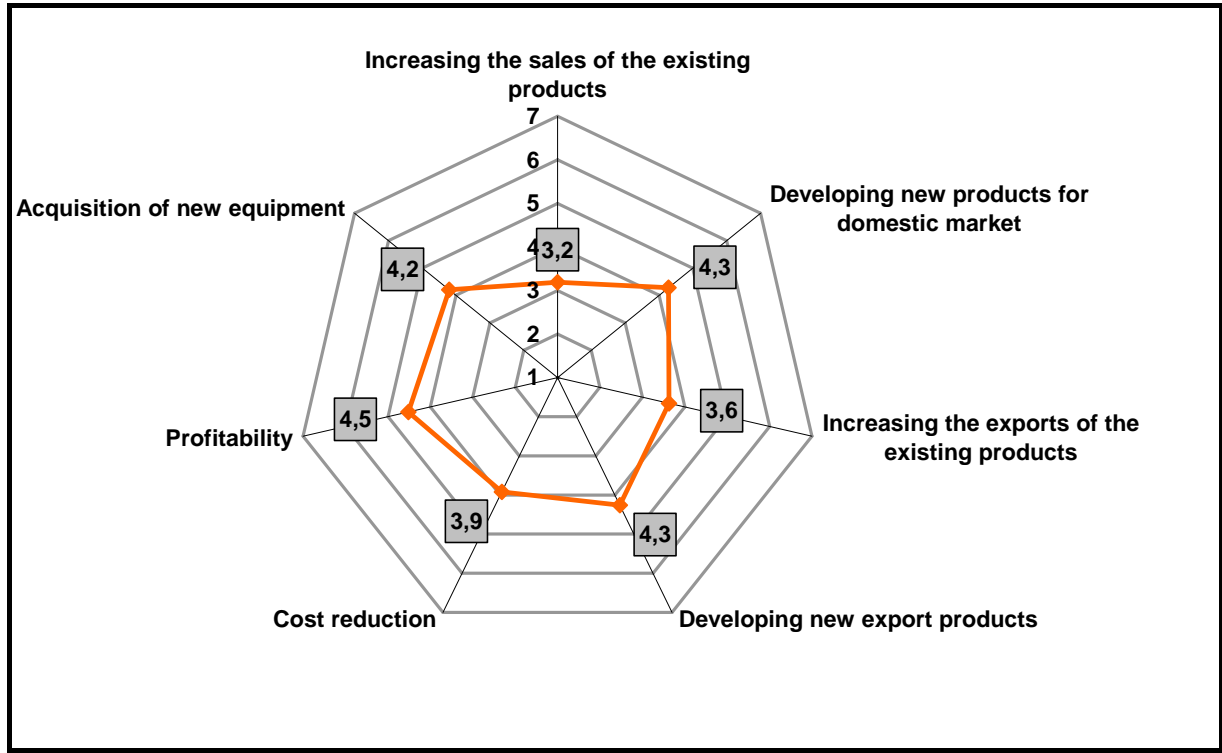 Increasing the sales of the existing
products
7
6
5
4
3
2
1
3,2
Developing new products for
domestic market
4,3
Increasing the exports of the
existing products
3,6
Developing new export products
4,3
Cost reduction
3,9
Profitability
4,5
Acquisition of new equipment
4,2